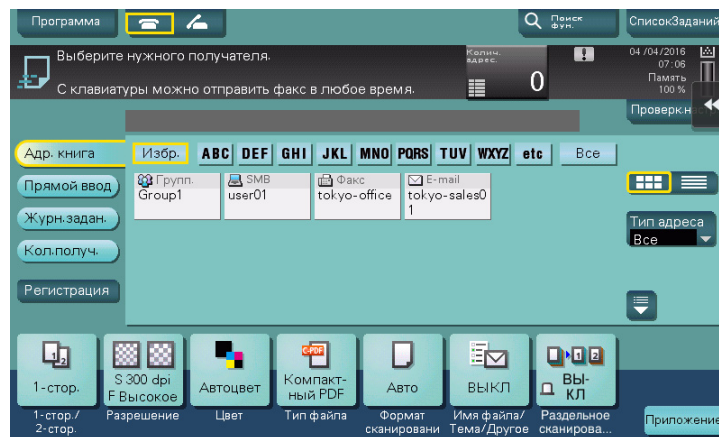 Программа
Поиск
фун.
СписокЗаданий
Выберите нужного получателя.
С клавиатуры можно отправить факс в любое время.
Колич.
адрес.
0
04/04/2016
07:06
Память
100 %
Адр. книга
Избр.
ABC
DEF
GHI
JKL
MNO
PQRS
TUV
WXYZ
etc
Все
Прямой ввод
Журн.задан.
Кол.получ.
Регистрация
Групп.
Group1
SMB
user01
Факс
tokyo-office
E-mail
tokyo-sales0
1
Тип адреса
Все
1-стор.
S 300 dpi
F Высокое
Автоцвет
C-PDF
Компакт-
ный PDF
Авто
ВЫКЛ
ВЫ-
КЛ
1-стор./
2-стор.
Разрешение
Цвет
Тип файла
Формат
сканировани
Имя файла/
Тема/Другое
Раздельное
сканирова...
Приложение